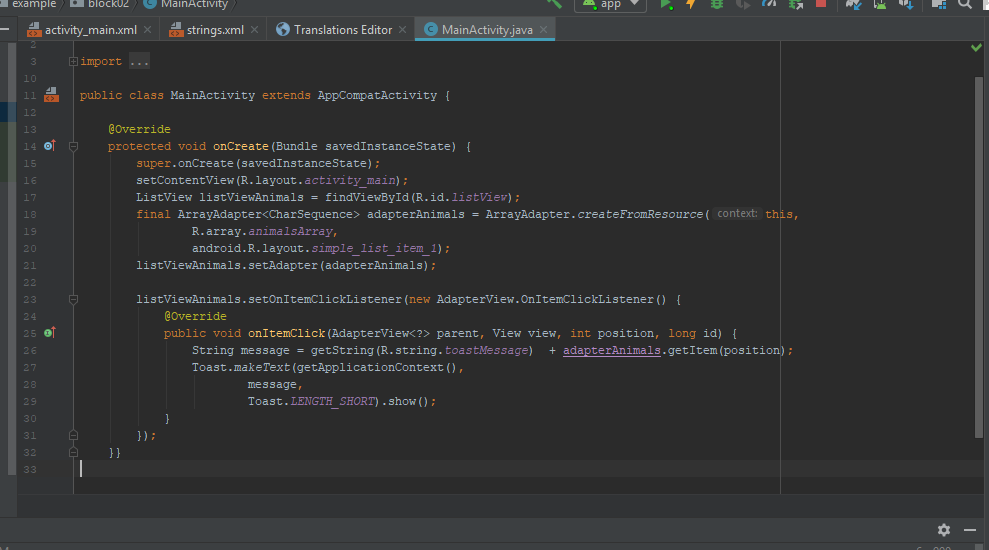 example block02 MainActivity app
activity_main.xml strings.xml Translations Editor MainActivity.java
2
3 import ...
10
11 public class MainActivity extends AppCompatActivity {
12
13 @Override
14 protected void onCreate(Bundle savedInstanceState) {
15 super.onCreate(savedInstanceState);
16 setContentView(R.layout.activity_main);
17 ListView listViewAnimals = findViewById(R.id.listView);
18 final ArrayAdapter<CharSequence> adapterAnimals = ArrayAdapter.createFromResource( context: this,
19 R.array.animalsArray,
20 android.R.layout.simple_list_item_1);
21 listViewAnimals.setAdapter(adapterAnimals);
22
23 listViewAnimals.setOnItemClickListener(new AdapterView.OnItemClickListener() {
24 @Override
25 public void onItemClick(AdapterView<?> parent, View view, int position, long id) {
26 String message = getString(R.string.toastMessage)  + adapterAnimals.getItem(position);
27 Toast.makeText(getApplicationContext(),
28 message,
29 Toast.LENGTH_SHORT).show();
30 }
31 });
32 }}
33